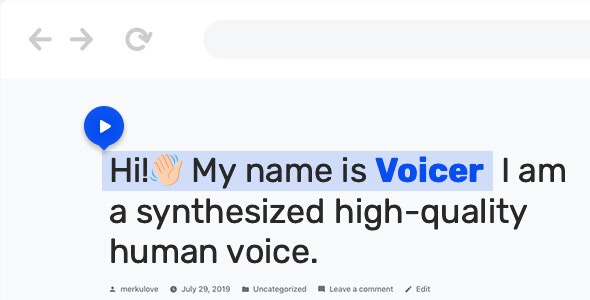 Hi!👋 My name is Voicer I am
a synthesized high-quality
human voice.
merkulove July 29, 2019 Uncategorized Leave a comment Edit